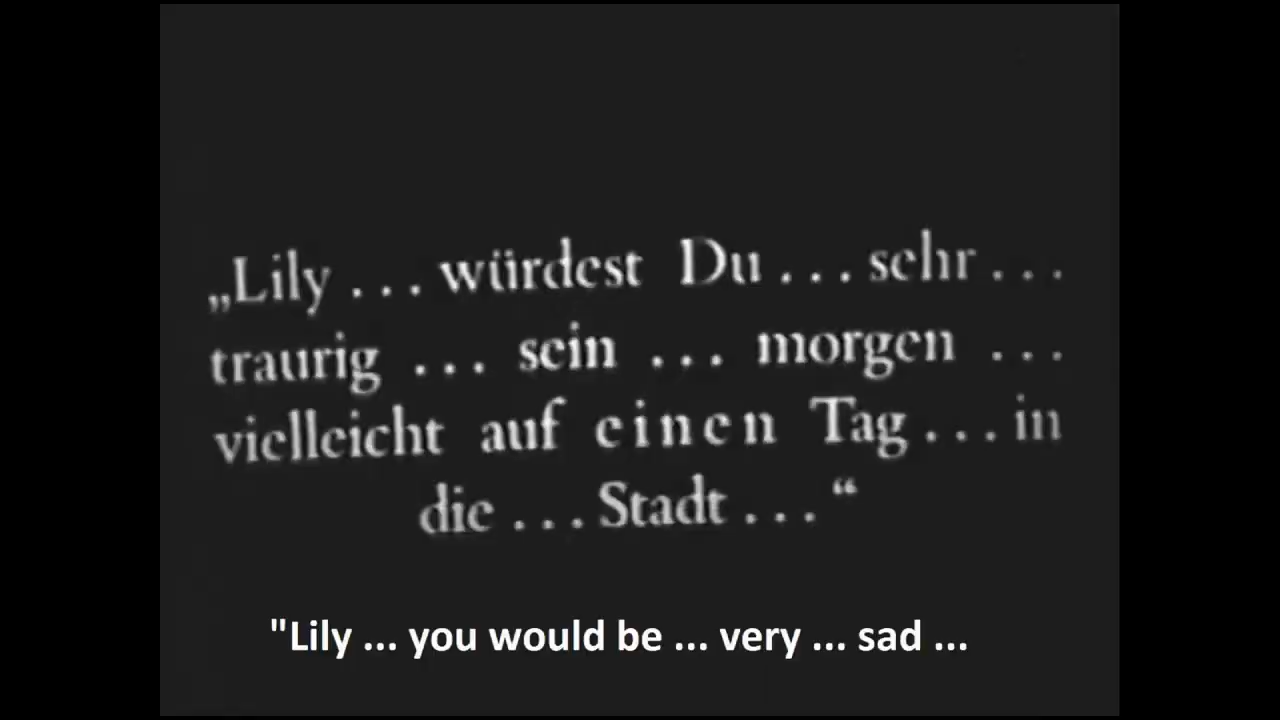 „Lily ... würdest Du ... sehr ...
traurig ... sein ... morgen ...
vielleicht auf einen Tag ... in
die ... Stadt ... “
"Lily ... you would be ... very ... sad ...